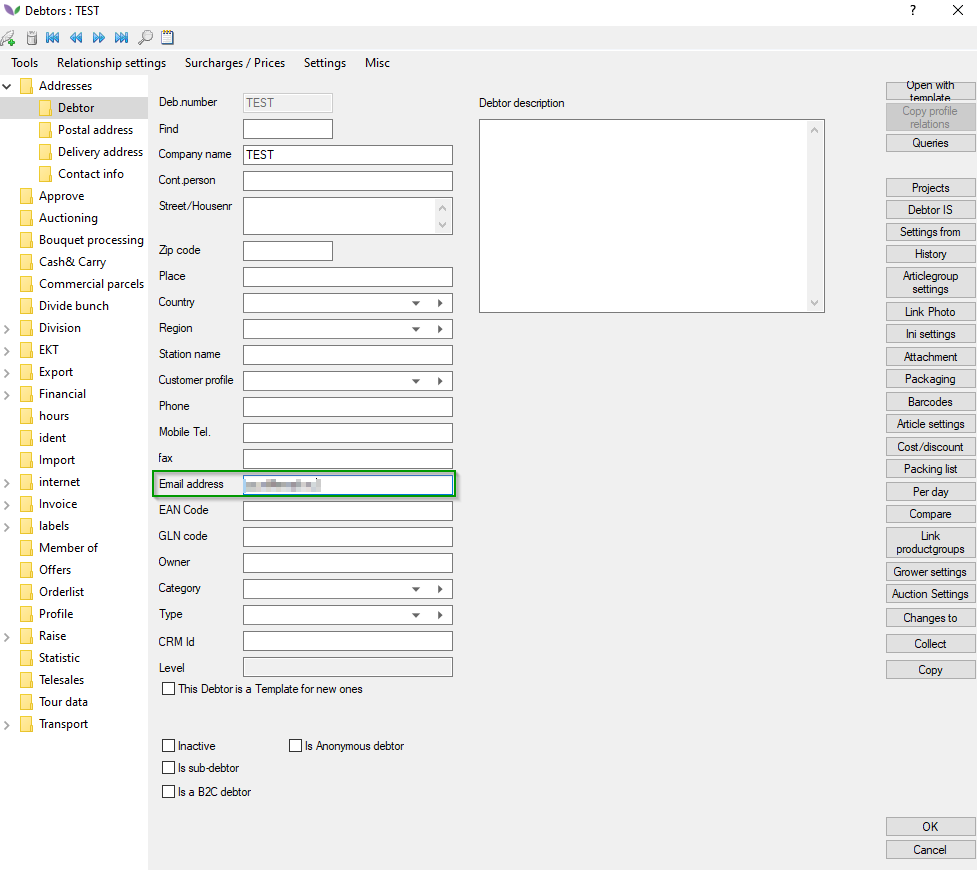 Debtors : TEST
?
Tools Relationship settings Surcharges / Prices Settings Misc
Addresses
Debtor
Postal address
Delivery address
Contact info
Approve
Auctioning
Bouquet processing
Cash& Carry
Commercial parcels
Divide bunch
Division
EKT
Export
Financial
hours
ident
Import
internet
Invoice
labels
Member of
Offers
Orderlist
Profile
Raise
Statistic
Telesales
Tour data
Transport
Deb.number TEST
Find
Company name TEST
Cont.person
Street/Housenr
Zip code
Place
Country
Region
Station name
Customer profile
Phone
Mobile Tel.
fax
Email address
EAN Code
GLN code
Owner
Category
Type
CRM Id
Level
This Debtor is a Template for new ones
Inactive Is Anonymous debtor
Is sub-debtor
Is a B2C debtor
Debtor description
Open with
template
Copy profile
relations
Queries
Projects
Debtor IS
Settings from
History
Articlegroup
settings
Link Photo
Ini settings
Attachment
Packaging
Barcodes
Article settings
Cost/discount
Packing list
Per day
Compare
Link
productgroups
Grower settings
Auction Settings
Changes to
Collect
Copy
OK
Cancel